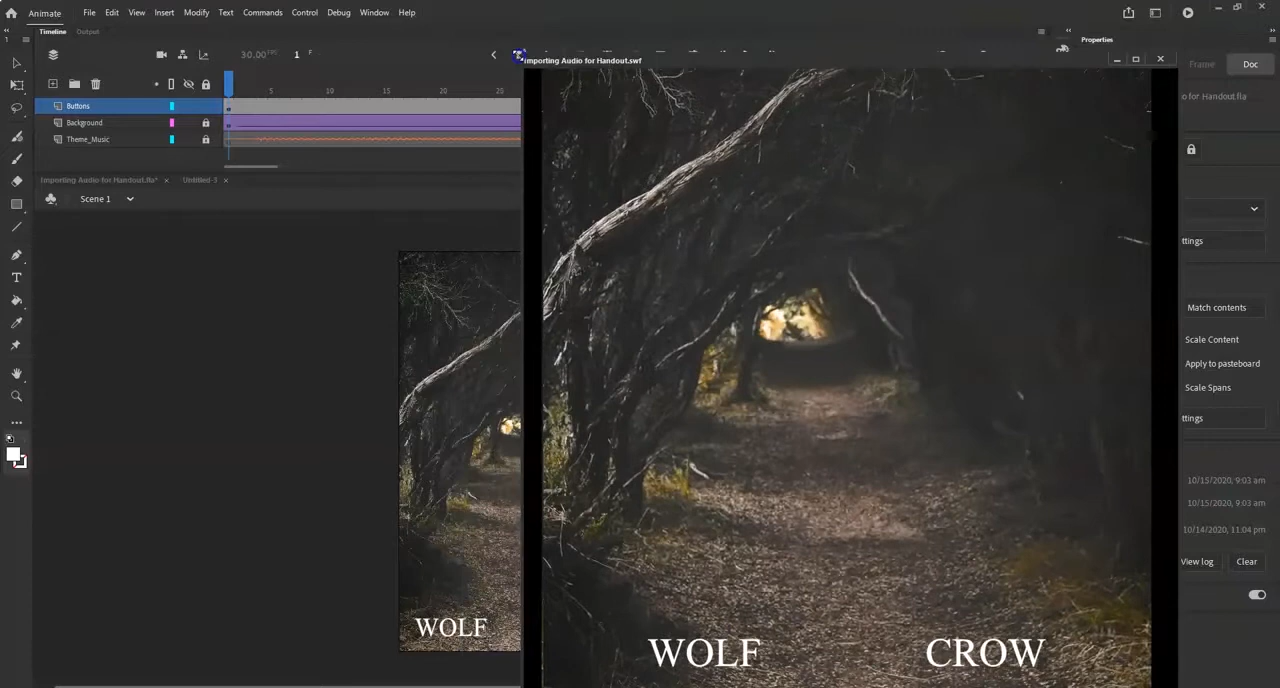 Animate File Edit View Insert Modify Text Commands Control Debug Window Help
1 Timeline Output Properties
30.00 FPS 1 F
Importing Audio for Handout.swf
Frame Doc
5 10 15 20 25
o for Handout.fla
Buttons
Background
Theme_Music
Importing Audio for Handout.fla* × Untitled-3 ×
Scene 1
ttings
Match contents
Scale Content
Apply to pasteboard
Scale Spans
ttings
10/15/2020, 9:03 am
10/15/2020, 9:03 am
10/14/2020, 11:04 pm
View log Clear
WOLF
WOLF CROW